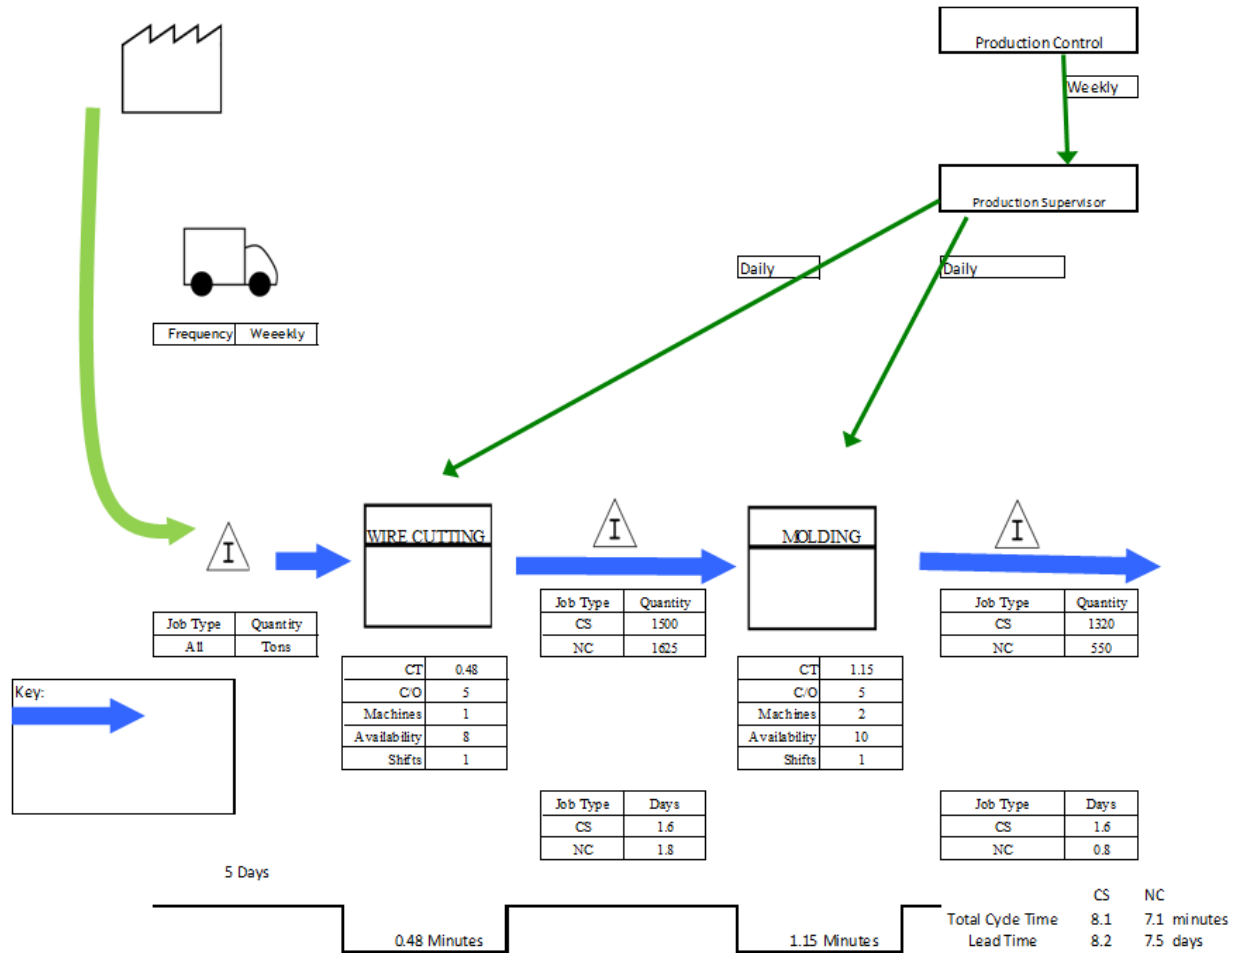 Production Control
Weekly
Production Supervisor
Daily
Daily
Frequency Weeekly
I
WIRE CUTTING
I
MOLDING
I
Job Type Quantity
All Tons
Job Type Quantity
CS 1500
NC 1625
Job Type Quantity
CS 1320
NC 550
CT 0.48
C/O 5
Machines 1
Availability 8
Shifts 1
CT 1.15
C/O 5
Machines 2
Availability 10
Shifts 1
Key:
Job Type Days
CS 1.6
NC 1.8
Job Type Days
CS 1.6
NC 0.8
5 Days
0.48 Minutes
1.15 Minutes
CS NC
Total Cycle Time 8.1 7.1 minutes
Lead Time 8.2 7.5 days